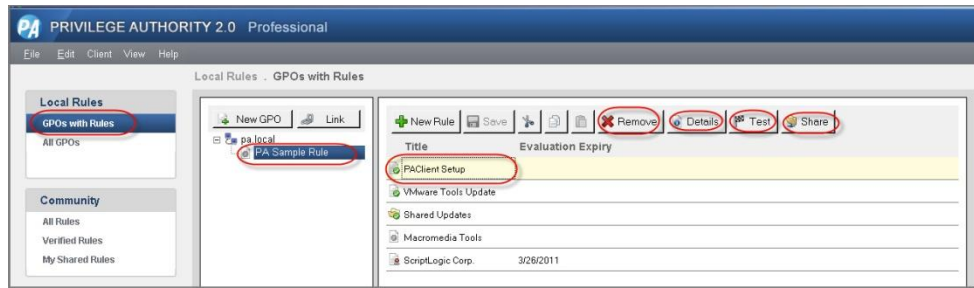 PA PRIVILEGE AUTHORITY 2.0 Professional
File Edit Client View Help
Local Rules . GPOs with Rules
Local Rules
GPOs with Rules
All GPOs
Community
All Rules
Verified Rules
My Shared Rules
New GPO Link
pa.local
PA Sample Rule
New Rule Save Remove Details Test Share
Title Evaluation Expiry
PAClient Setup
VMware Tools Update
Shared Updates
Macromedia Tools
ScriptLogic Corp. 3/26/2011